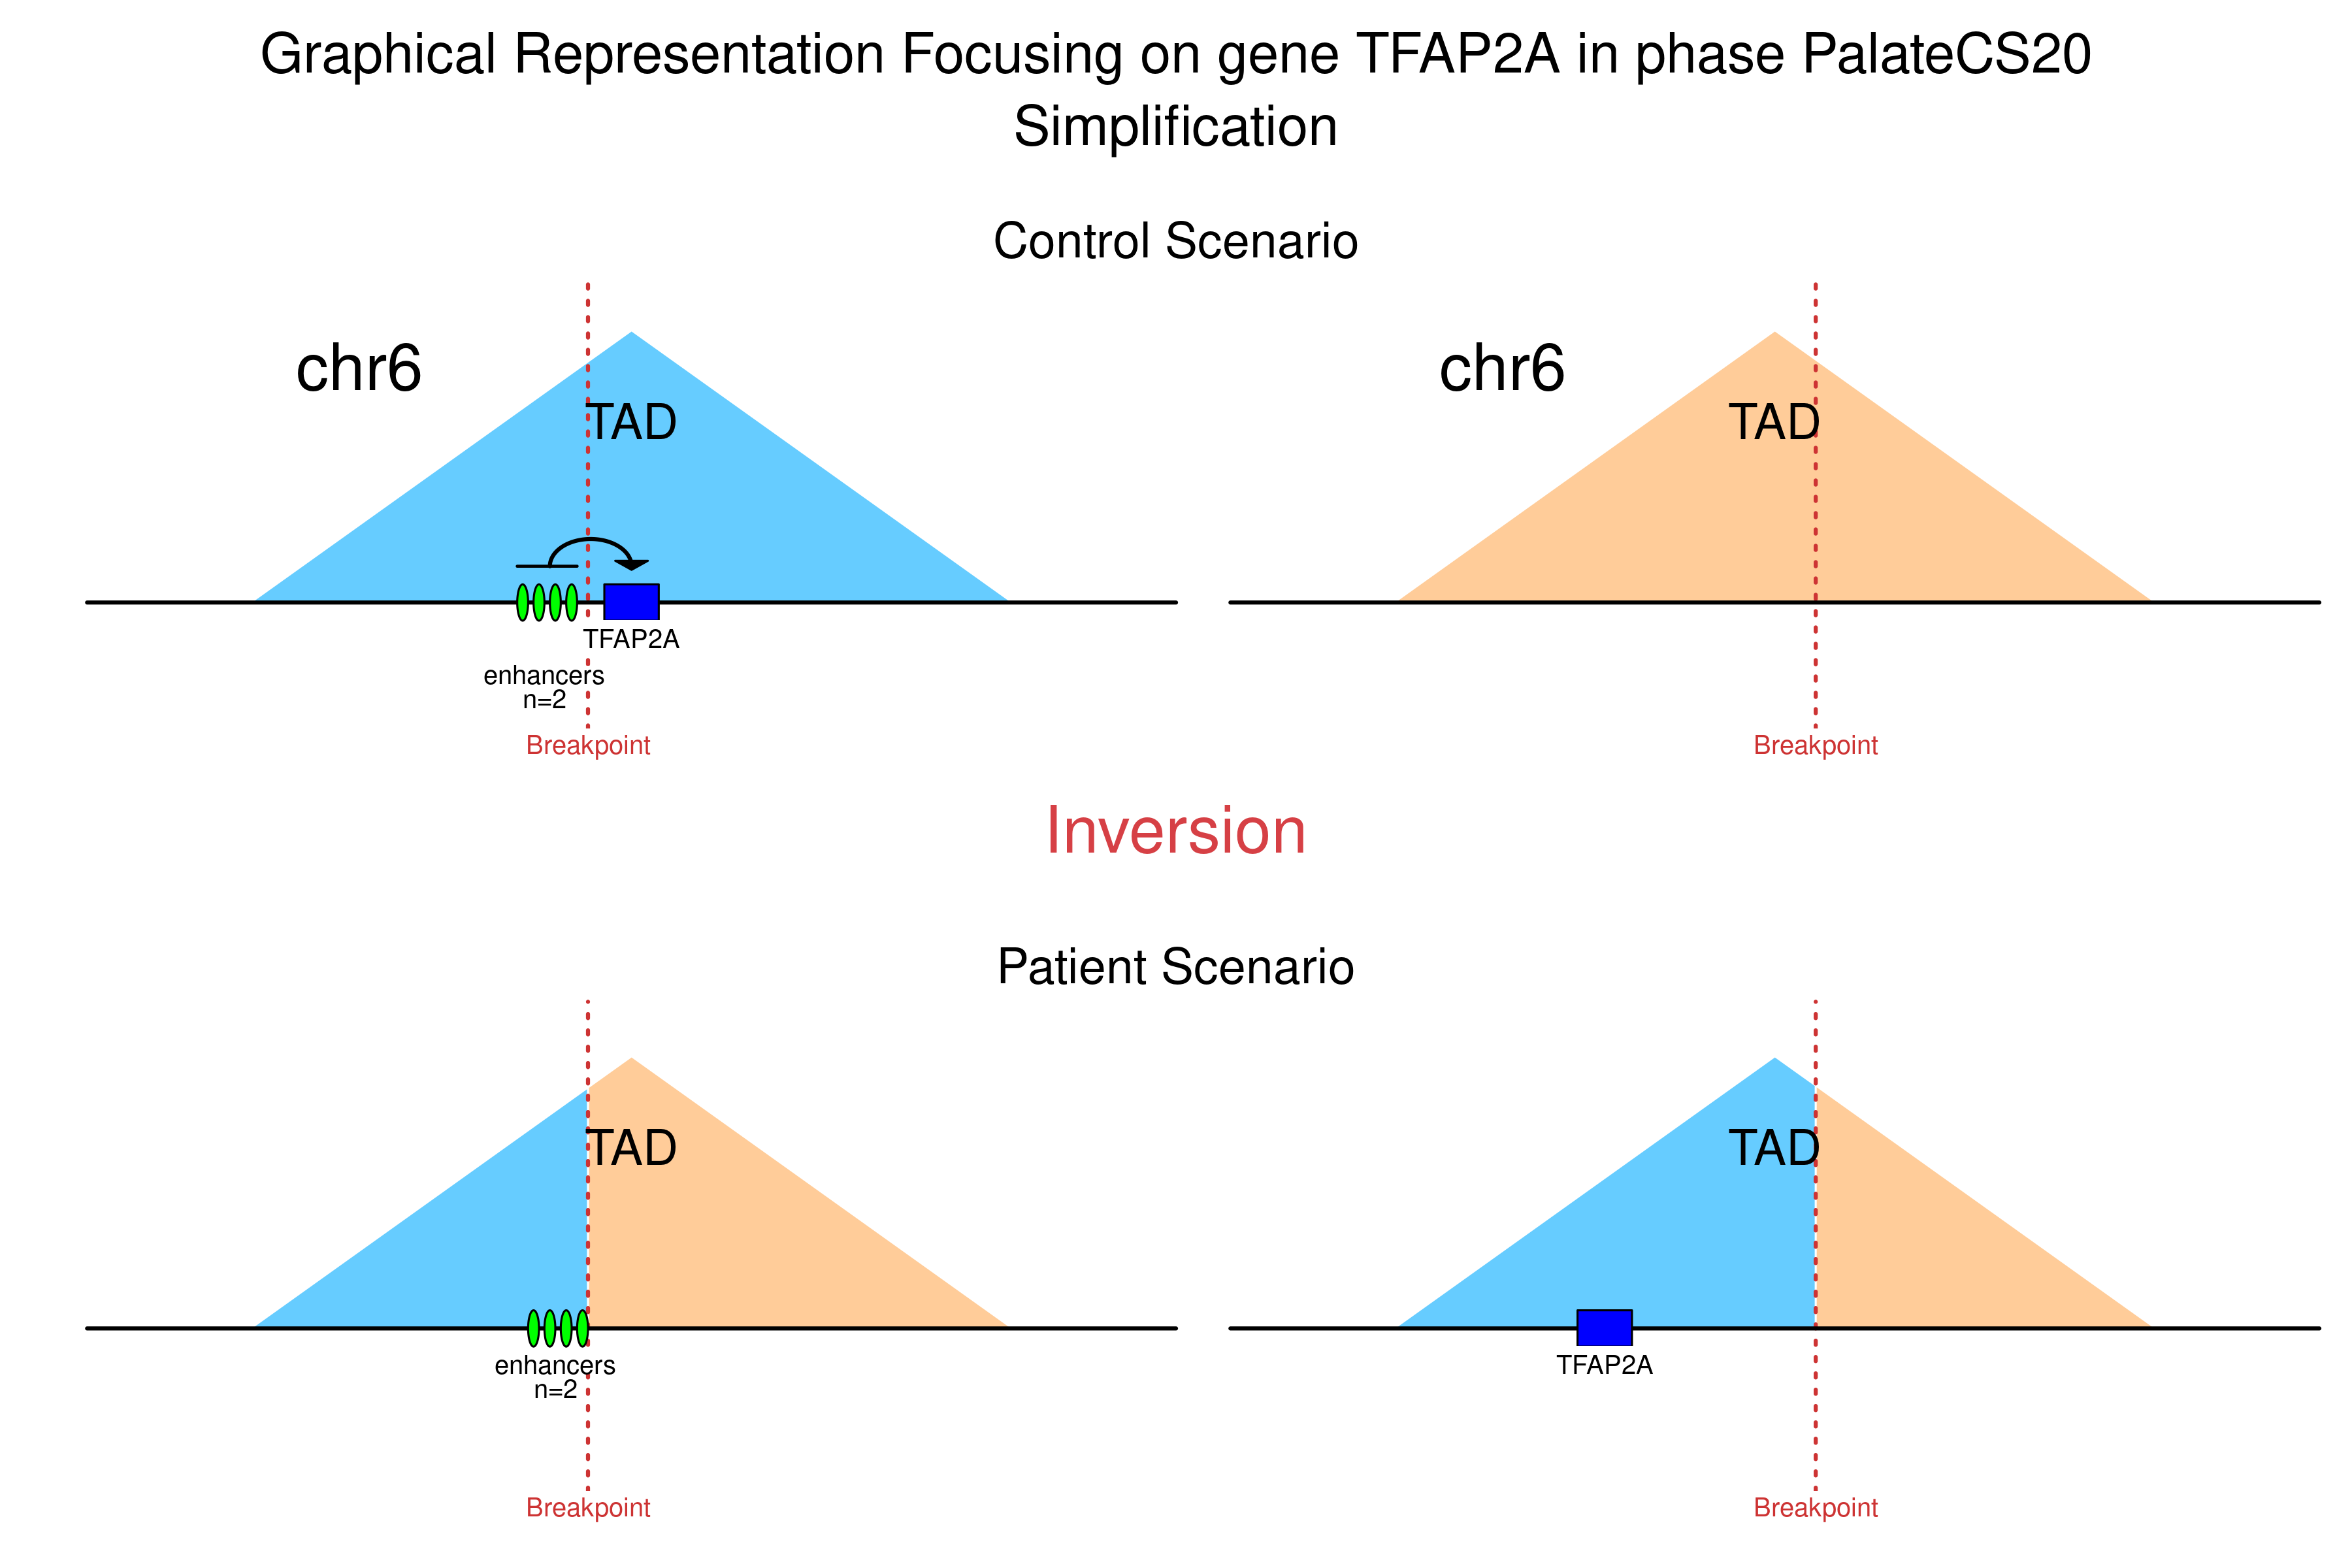 Graphical Representation Focusing on gene TFAP2A in phase PalateCS20
Simplification
Control Scenario
chr6
chr6
TAD
TAD
TFAP2A
enhancers
n=2
Breakpoint
Breakpoint
Inversion
Patient Scenario
TAD
TAD
enhancers
n=2
TFAP2A
Breakpoint
Breakpoint